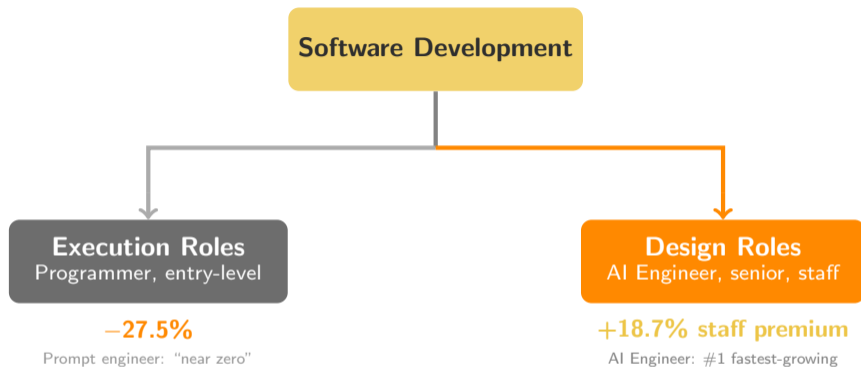 Software Development
Execution Roles
Programmer, entry-level
−27.5%
Prompt engineer: “near zero”
Design Roles
AI Engineer, senior, staff
+18.7% staff premium
AI Engineer: #1 fastest-growing